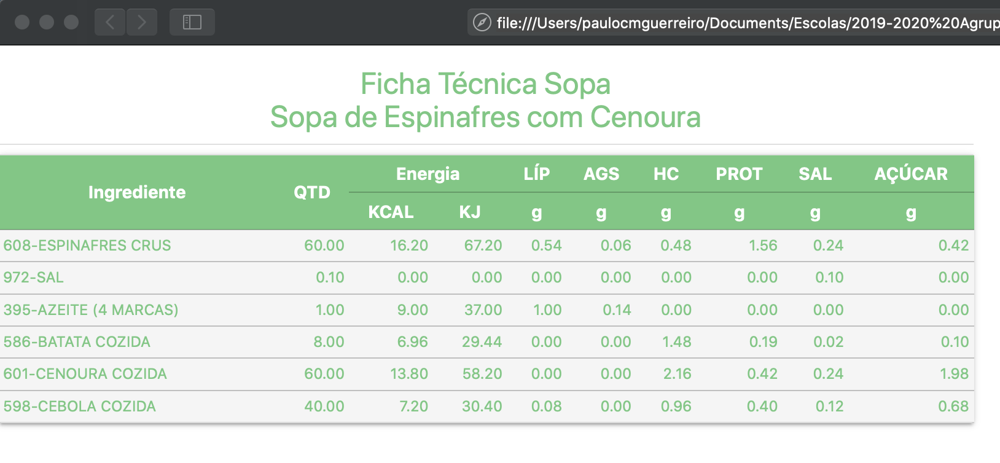 file:///Users/paulocmguerreiro/Documents/Escolas/2019-2020%20Agrup
Ficha Técnica Sopa
Sopa de Espinafres com Cenoura
Ingrediente QTD Energia LÍP AGS HC PROT SAL AÇÚCAR
KCAL KJ g g g g g g
608-ESPINAFRES CRUS 60.00 16.20 67.20 0.54 0.06 0.48 1.56 0.24 0.42
972-SAL 0.10 0.00 0.00 0.00 0.00 0.00 0.00 0.10 0.00
395-AZEITE (4 MARCAS) 1.00 9.00 37.00 1.00 0.14 0.00 0.00 0.00 0.00
586-BATATA COZIDA 8.00 6.96 29.44 0.00 0.00 1.48 0.19 0.02 0.10
601-CENOURA COZIDA 60.00 13.80 58.20 0.00 0.00 2.16 0.42 0.24 1.98
598-CEBOLA COZIDA 40.00 7.20 30.40 0.08 0.00 0.96 0.40 0.12 0.68